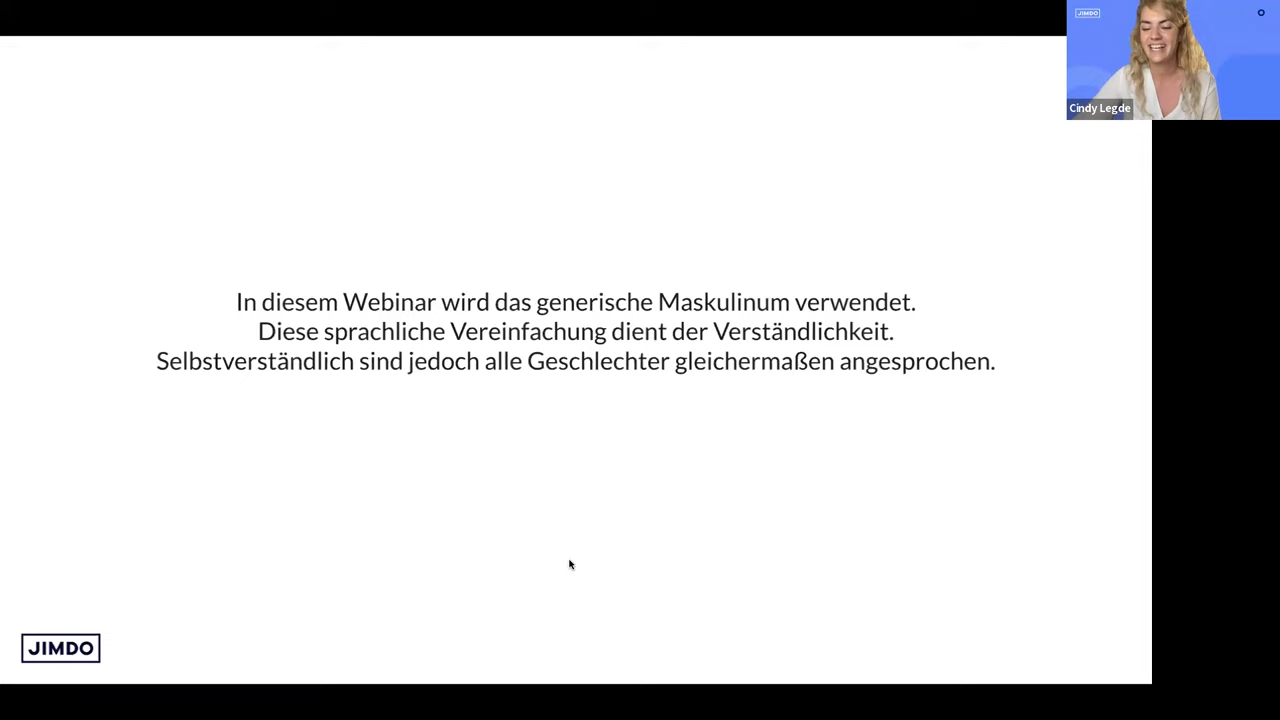 JIMDO
Cindy Legde
In diesem Webinar wird das generische Maskulinum verwendet.
Diese sprachliche Vereinfachung dient der Verständlichkeit.
Selbstverständlich sind jedoch alle Geschlechter gleichermaßen angesprochen.
JIMDO